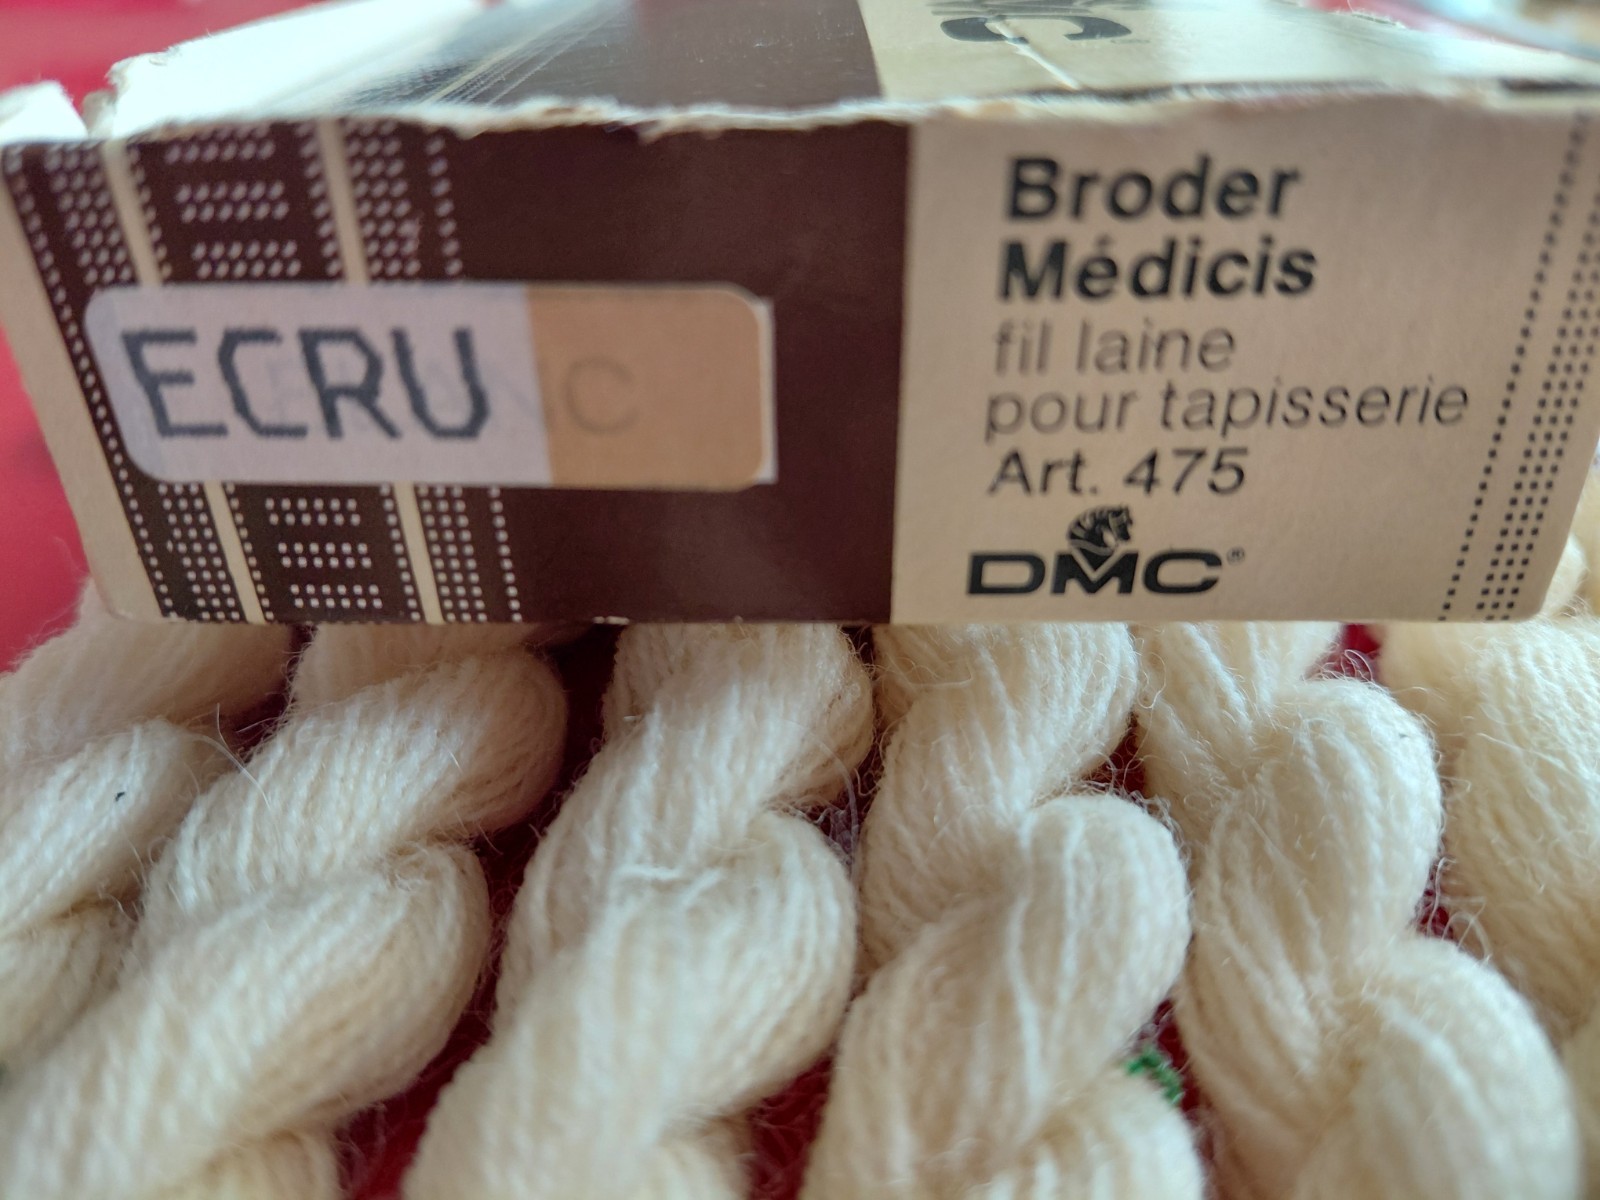 ECRU
Broder
Médicis
fil laine
pour tapisserie
Art. 475
DMC®